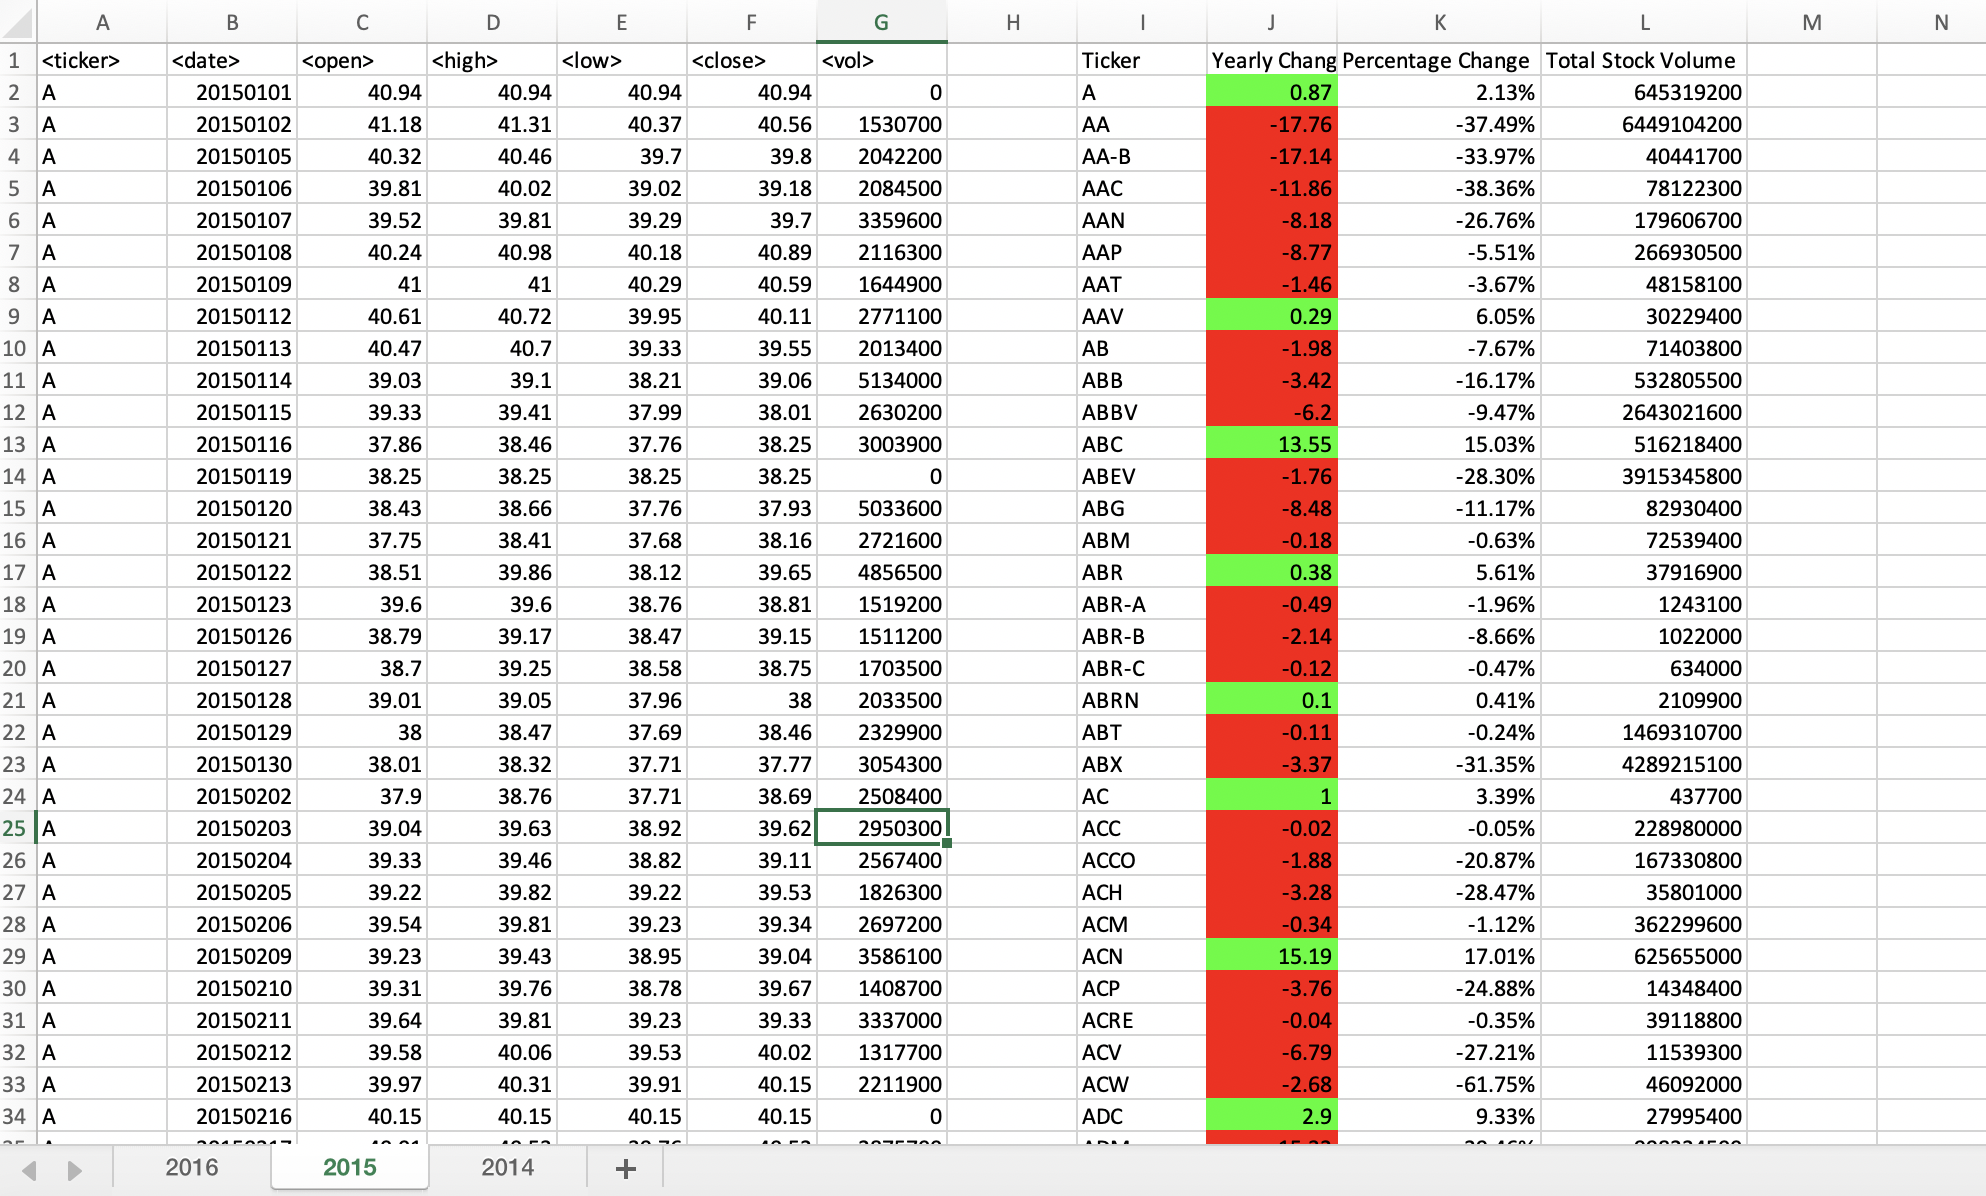 A B C D E F G H I J K L M N
1 <ticker> <date> <open> <high> <low> <close> <vol> Ticker Yearly Chang Percentage Change Total Stock Volume
2 A 20150101 40.94 40.94 40.94 40.94 0 A 0.87 2.13% 645319200
3 A 20150102 41.18 41.31 40.37 40.56 1530700 AA -17.76 -37.49% 6449104200
4 A 20150105 40.32 40.46 39.7 39.8 2042200 AA-B -17.14 -33.97% 40441700
5 A 20150106 39.81 40.02 39.02 39.18 2084500 AAC -11.86 -38.36% 78122300
6 A 20150107 39.52 39.81 39.29 39.7 3359600 AAN -8.18 -26.76% 179606700
7 A 20150108 40.24 40.98 40.18 40.89 2116300 AAP -8.77 -5.51% 266930500
8 A 20150109 41 41 40.29 40.59 1644900 AAT -1.46 -3.67% 48158100
9 A 20150112 40.61 40.72 39.95 40.11 2771100 AAV 0.29 6.05% 30229400
10 A 20150113 40.47 40.7 39.33 39.55 2013400 AB -1.98 -7.67% 71403800
11 A 20150114 39.03 39.1 38.21 39.06 5134000 ABB -3.42 -16.17% 532805500
12 A 20150115 39.33 39.41 37.99 38.01 2630200 ABBV -6.2 -9.47% 2643021600
13 A 20150116 37.86 38.46 37.76 38.25 3003900 ABC 13.55 15.03% 516218400
14 A 20150119 38.25 38.25 38.25 38.25 0 ABEV -1.76 -28.30% 3915345800
15 A 20150120 38.43 38.66 37.76 37.93 5033600 ABG -8.48 -11.17% 82930400
16 A 20150121 37.75 38.41 37.68 38.16 2721600 ABM -0.18 -0.63% 72539400
17 A 20150122 38.51 39.86 38.12 39.65 4856500 ABR 0.38 5.61% 37916900
18 A 20150123 39.6 39.6 38.76 38.81 1519200 ABR-A -0.49 -1.96% 1243100
19 A 20150126 38.79 39.17 38.47 39.15 1511200 ABR-B -2.14 -8.66% 1022000
20 A 20150127 38.7 39.25 38.58 38.75 1703500 ABR-C -0.12 -0.47% 634000
21 A 20150128 39.01 39.05 37.96 38 2033500 ABRN 0.1 0.41% 2109900
22 A 20150129 38 38.47 37.69 38.46 2329900 ABT -0.11 -0.24% 1469310700
23 A 20150130 38.01 38.32 37.71 37.77 3054300 ABX -3.37 -31.35% 4289215100
24 A 20150202 37.9 38.76 37.71 38.69 2508400 AC 1 3.39% 437700
25 A 20150203 39.04 39.63 38.92 39.62 2950300 ACC -0.02 -0.05% 228980000
26 A 20150204 39.33 39.46 38.82 39.11 2567400 ACCO -1.88 -20.87% 167330800
27 A 20150205 39.22 39.82 39.22 39.53 1826300 ACH -3.28 -28.47% 35801000
28 A 20150206 39.54 39.81 39.23 39.34 2697200 ACM -0.34 -1.12% 362299600
29 A 20150209 39.23 39.43 38.95 39.04 3586100 ACN 15.19 17.01% 625655000
30 A 20150210 39.31 39.76 38.78 39.67 1408700 ACP -3.76 -24.88% 14348400
31 A 20150211 39.64 39.81 39.23 39.33 3337000 ACRE -0.04 -0.35% 39118800
32 A 20150212 39.58 40.06 39.53 40.02 1317700 ACV -6.79 -27.21% 11539300
33 A 20150213 39.97 40.31 39.91 40.15 2211900 ACW -2.68 -61.75% 46092000
34 A 20150216 40.15 40.15 40.15 40.15 0 ADC 2.9 9.33% 27995400
2016 2015 2014 +